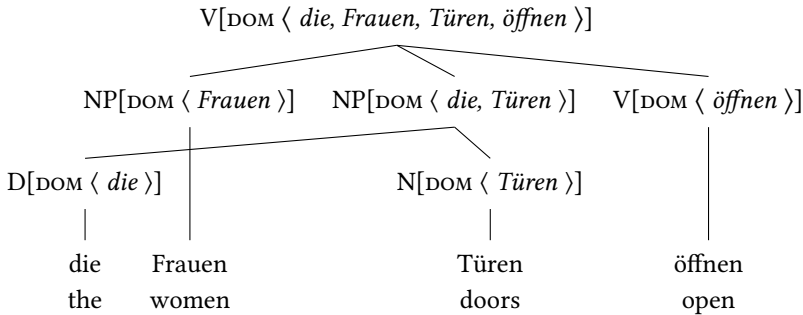 V[DOM ⟨ die, Frauen, Türen, öffnen ⟩]
NP[DOM ⟨ Frauen ⟩] NP[DOM ⟨ die, Türen ⟩] V[DOM ⟨ öffnen ⟩]
D[DOM ⟨ die ⟩] N[DOM ⟨ Türen ⟩]
die Frauen Türen öffnen
the women doors open